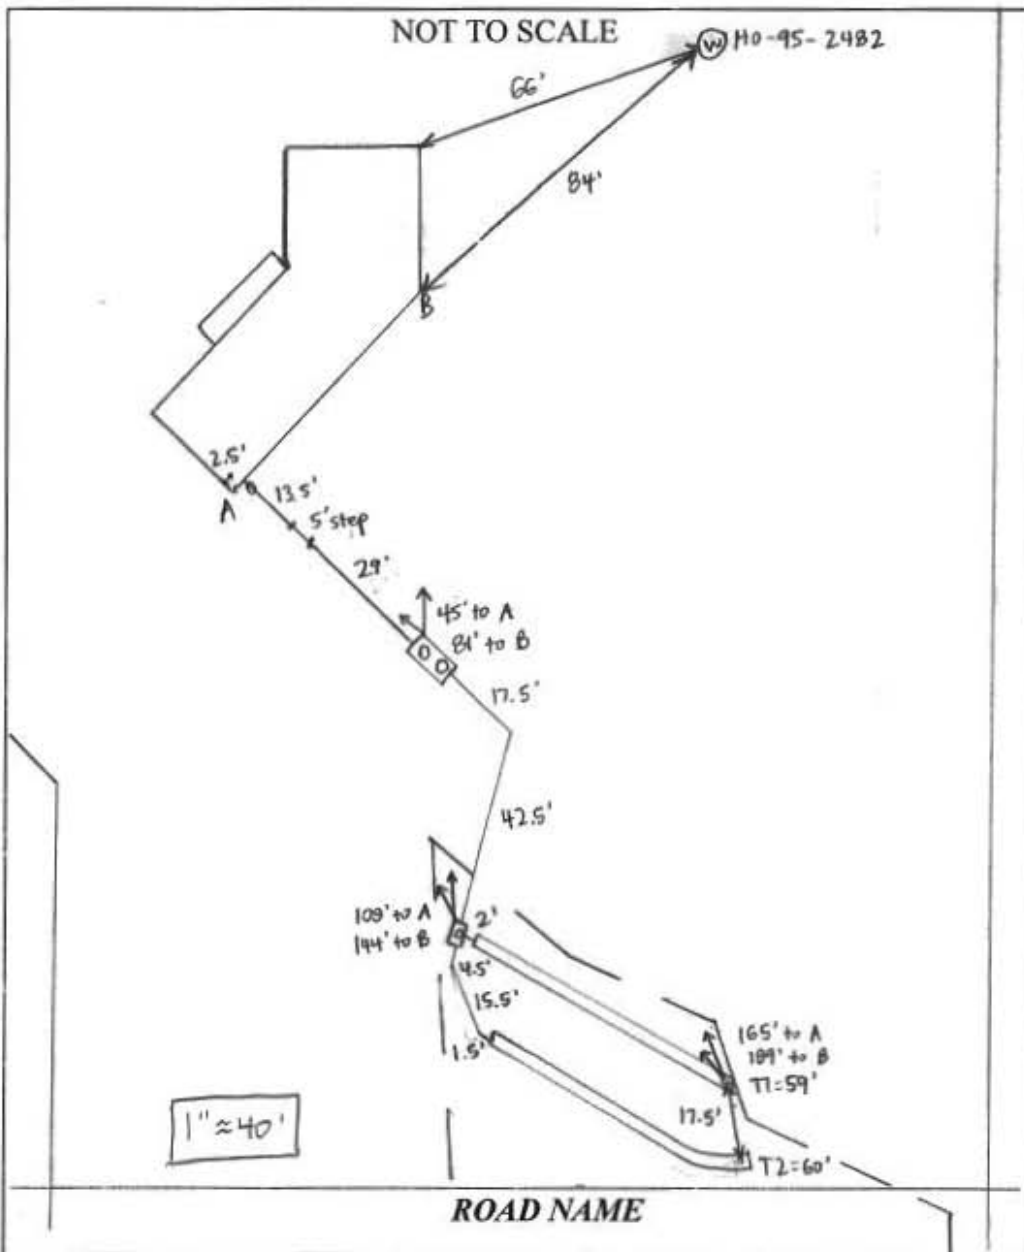 NOT TO SCALE
W HO-95-2482
66'
84'
B
2.5'
A
13.5'
5' step
29'
45' to A
81' to B
17.5'
42.5'
109' to A
144' to B
2'
4.5'
15.5'
1.5'
165' to A
189' to B
T1=59'
17.5'
T2=60'
1" ≈ 40'
ROAD NAME